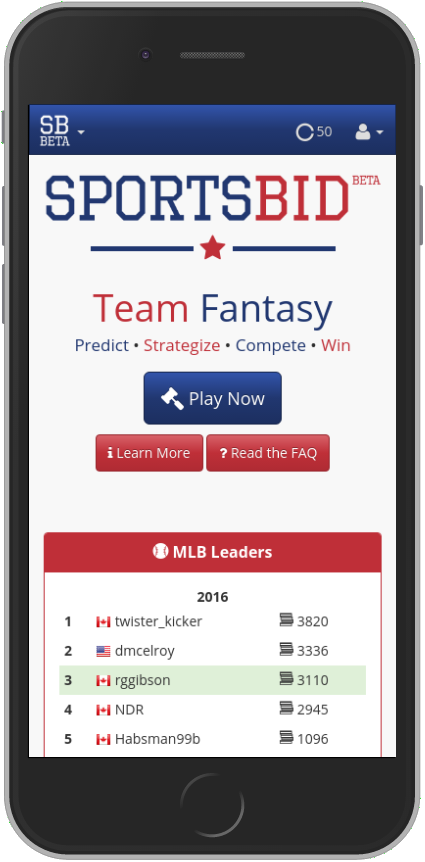 SB BETA 50
SPORTSBID BETA
Team Fantasy
Predict • Strategize • Compete • Win
Play Now
Learn More ? Read the FAQ
MLB Leaders
2016
1 twister_kicker 3820
2 dmcelroy 3336
3 rggibson 3110
4 NDR 2945
5 Habsman99b 1096